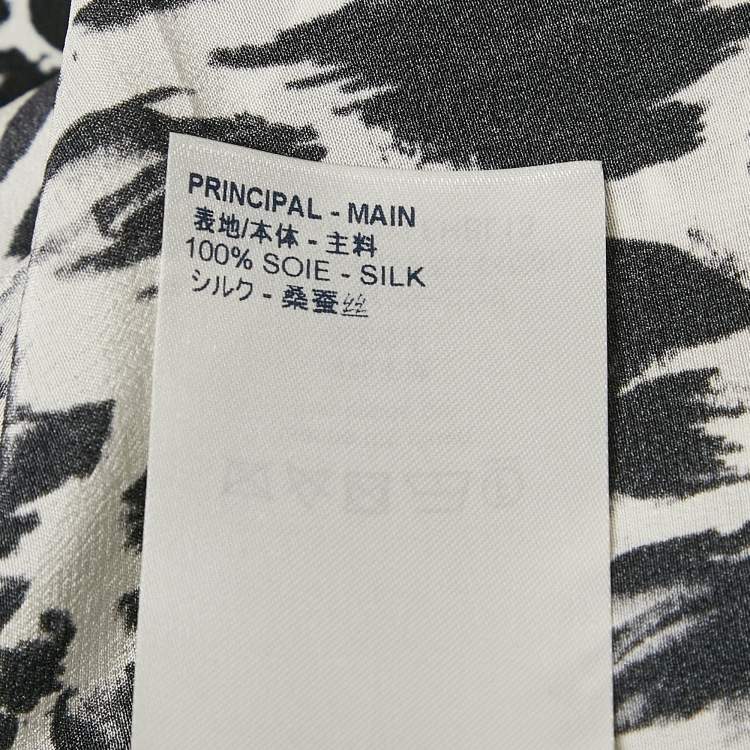 PRINCIPAL - MAIN
表地/本体 - 主料
100% SOIE - SILK
シルク - 桑蚕丝